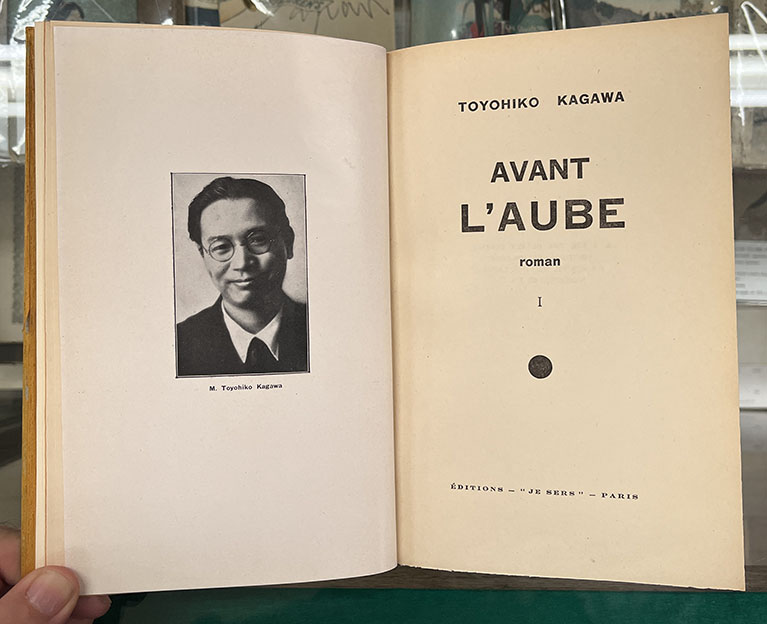 M. Toyohiko Kagawa
TOYOHIKO KAGAWA
AVANT
L'AUBE
roman
I
ÉDITIONS — "JE SERS" — PARIS